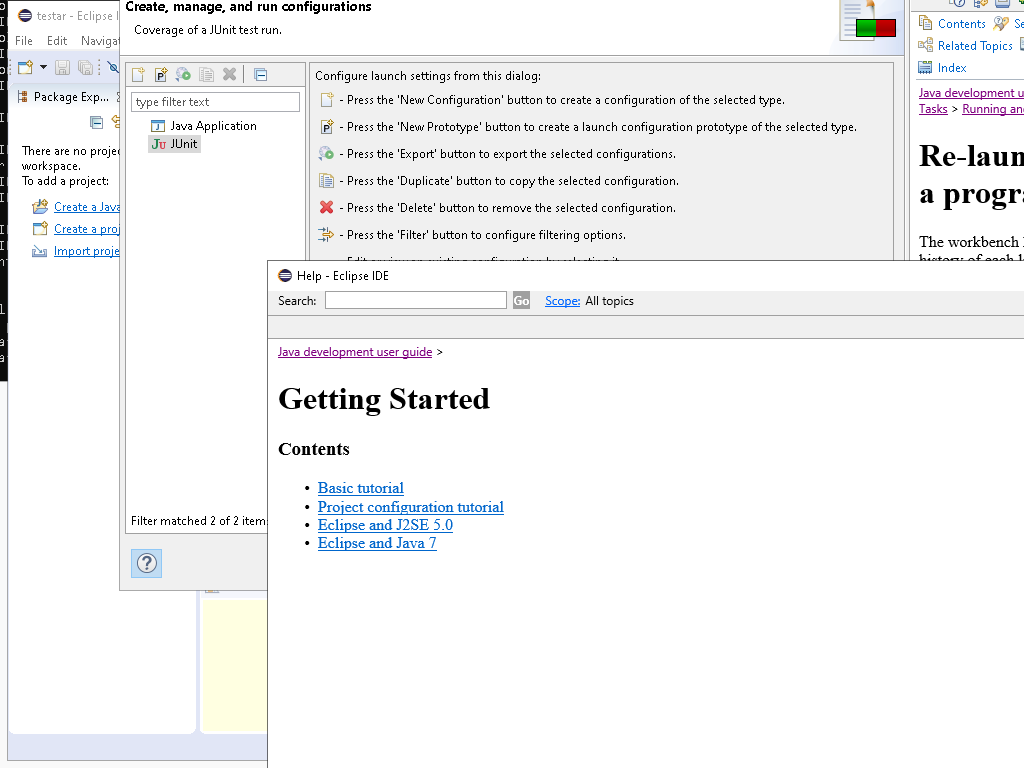 testar - Eclipse I
File Edit Navigat
Package Exp...
There are no projec
workspace.
To add a project:
Create a Java
Create a proj
Import proje
Create, manage, and run configurations
Coverage of a JUnit test run.
type filter text
Java Application
JUnit
Filter matched 2 of 2 items
Configure launch settings from this dialog:
- Press the 'New Configuration' button to create a configuration of the selected type.
- Press the 'New Prototype' button to create a launch configuration prototype of the selected type.
- Press the 'Export' button to export the selected configurations.
- Press the 'Duplicate' button to copy the selected configuration.
- Press the 'Delete' button to remove the selected configuration.
- Press the 'Filter' button to configure filtering options.
Contents Se
Related Topics
Index
Java development u
Tasks > Running and
Re-laun
a progra
The workbench
history of each l
Help - Eclipse IDE
Search: Go Scope: All topics
Java development user guide >
Getting Started
Contents
• Basic tutorial
• Project configuration tutorial
• Eclipse and J2SE 5.0
• Eclipse and Java 7